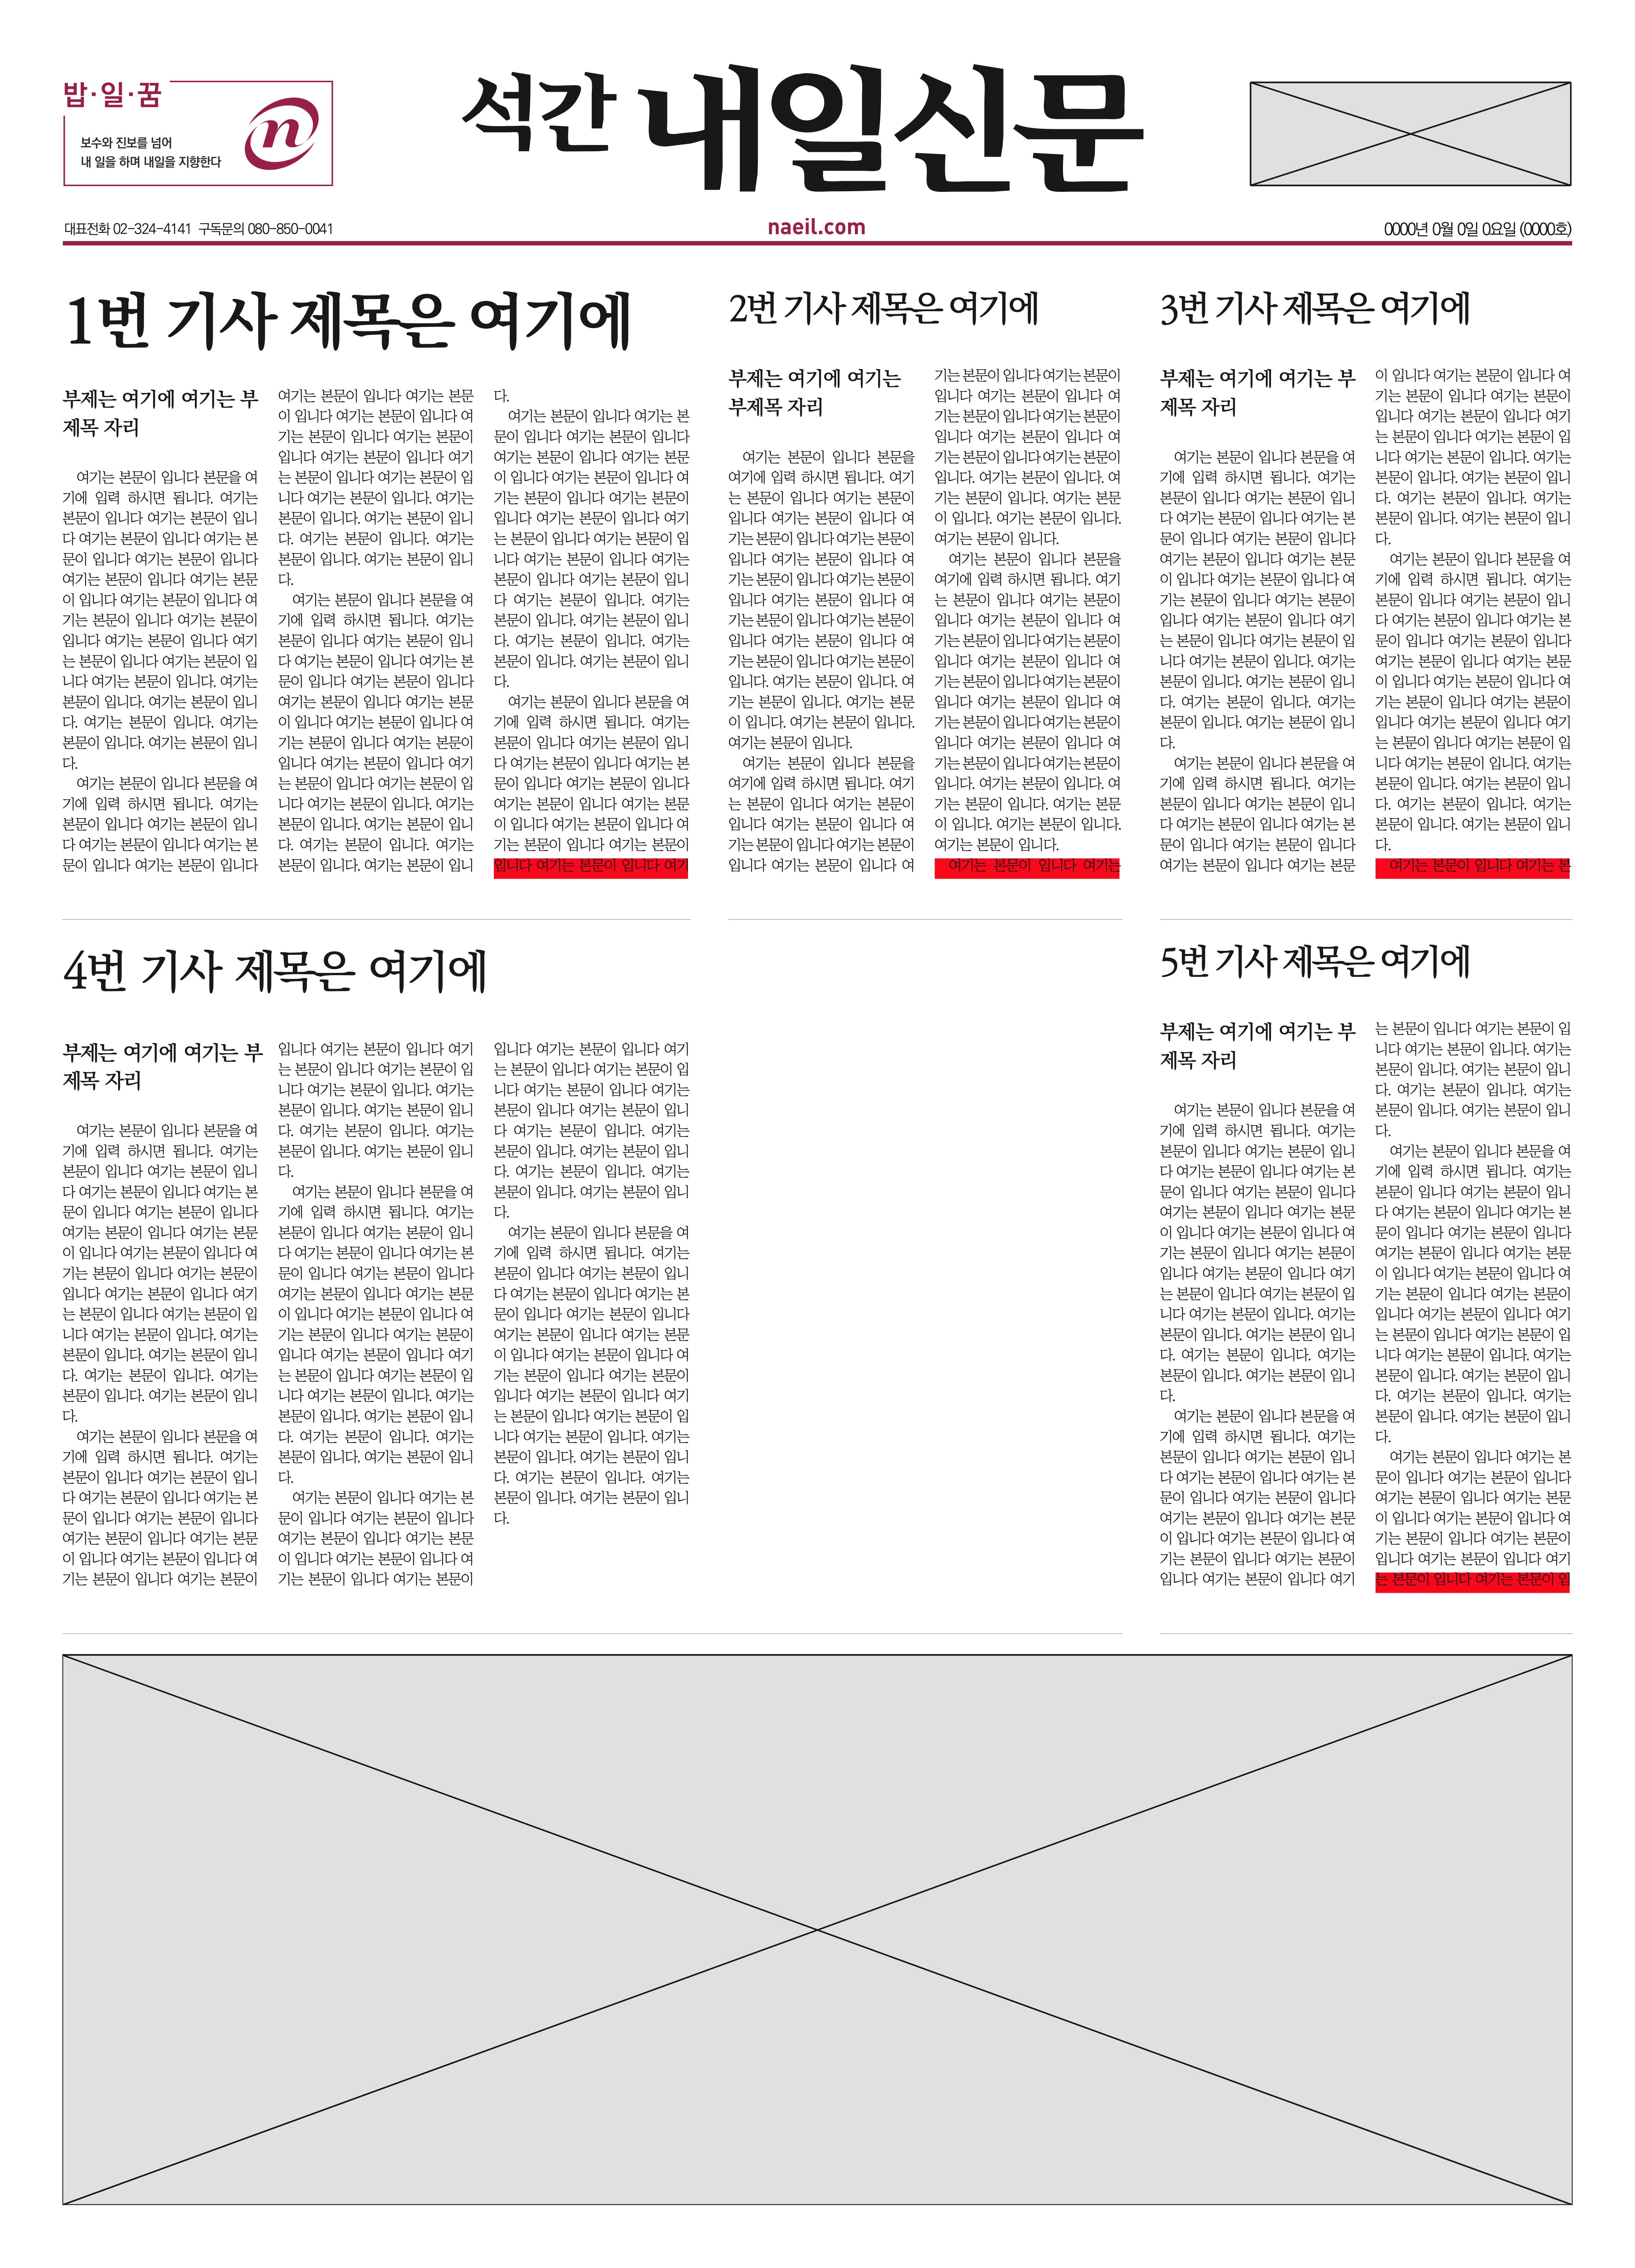 밥·일·꿈
보수와 진보를 넘어
내 일을 하며 내일을 지향한다
n
석간 내일신문
대표전화 02-324-4141 구독문의 080-850-0041
naeil.com
0000년 0월 0일 0요일 (0000호)
1번 기사 제목은 여기에
부제는 여기에 여기는 부
제목 자리
여기는 본문이 입니다 본문을 여
기에 입력 하시면 됩니다. 여기는
본문이 입니다 여기는 본문이 입니
다 여기는 본문이 입니다 여기는 본
문이 입니다 여기는 본문이 입니다
여기는 본문이 입니다 여기는 본문
이 입니다 여기는 본문이 입니다 여
기는 본문이 입니다 여기는 본문이
입니다 여기는 본문이 입니다 여기
는 본문이 입니다 여기는 본문이 입
니다 여기는 본문이 입니다. 여기는
본문이 입니다. 여기는 본문이 입니
다. 여기는 본문이 입니다. 여기는
본문이 입니다. 여기는 본문이 입니
다.
여기는 본문이 입니다 본문을 여
기에 입력 하시면 됩니다. 여기는
본문이 입니다 여기는 본문이 입니
다 여기는 본문이 입니다 여기는 본
문이 입니다 여기는 본문이 입니다
여기는 본문이 입니다 여기는 본문
이 입니다 여기는 본문이 입니다 여
기는 본문이 입니다 여기는 본문이
입니다 여기는 본문이 입니다 여기
는 본문이 입니다 여기는 본문이 입
니다 여기는 본문이 입니다. 여기는
본문이 입니다. 여기는 본문이 입니
다. 여기는 본문이 입니다. 여기는
본문이 입니다. 여기는 본문이 입니
다.
여기는 본문이 입니다 본문을 여
기에 입력 하시면 됩니다. 여기는
본문이 입니다 여기는 본문이 입니
다 여기는 본문이 입니다 여기는 본
문이 입니다 여기는 본문이 입니다
여기는 본문이 입니다 여기는 본문
이 입니다 여기는 본문이 입니다 여
기는 본문이 입니다 여기는 본문이
입니다 여기는 본문이 입니다 여기
는 본문이 입니다 여기는 본문이 입
니다 여기는 본문이 입니다. 여기는
본문이 입니다. 여기는 본문이 입니
다. 여기는 본문이 입니다. 여기는
본문이 입니다. 여기는 본문이 입니
다.
여기는 본문이 입니다 여기는 본
문이 입니다 여기는 본문이 입니다
여기는 본문이 입니다 여기는 본문
이 입니다 여기는 본문이 입니다 여
기는 본문이 입니다 여기는 본문이
입니다 여기는 본문이 입니다 여기
는 본문이 입니다 여기는 본문이 입
니다 여기는 본문이 입니다 여기는
본문이 입니다 여기는 본문이 입니
다 여기는 본문이 입니다. 여기는
본문이 입니다. 여기는 본문이 입니
다. 여기는 본문이 입니다. 여기는
본문이 입니다. 여기는 본문이 입니
다.
여기는 본문이 입니다 본문을 여
기에 입력 하시면 됩니다. 여기는
본문이 입니다 여기는 본문이 입니
다 여기는 본문이 입니다 여기는 본
문이 입니다 여기는 본문이 입니다
여기는 본문이 입니다 여기는 본문
이 입니다 여기는 본문이 입니다 여
기는 본문이 입니다 여기는 본문이
입니다 여기는 본문이 입니다 여기
2번 기사 제목은 여기에
부제는 여기에 여기는
부제목 자리
여기는 본문이 입니다 본문을
여기에 입력 하시면 됩니다. 여기
는 본문이 입니다 여기는 본문이
입니다 여기는 본문이 입니다 여
기는 본문이 입니다 여기는 본문이
입니다 여기는 본문이 입니다 여
기는 본문이 입니다 여기는 본문이
입니다 여기는 본문이 입니다 여
기는 본문이 입니다 여기는 본문이
입니다 여기는 본문이 입니다 여
기는 본문이 입니다 여기는 본문이
입니다. 여기는 본문이 입니다. 여
기는 본문이 입니다. 여기는 본문
이 입니다. 여기는 본문이 입니다.
여기는 본문이 입니다.
여기는 본문이 입니다 본문을
여기에 입력 하시면 됩니다. 여기
는 본문이 입니다 여기는 본문이
입니다 여기는 본문이 입니다 여
기는 본문이 입니다 여기는 본문이
입니다 여기는 본문이 입니다 여
기는 본문이 입니다 여기는 본문이
입니다 여기는 본문이 입니다 여
기는 본문이 입니다 여기는 본문이
입니다 여기는 본문이 입니다 여
기는 본문이 입니다 여기는 본문이
입니다. 여기는 본문이 입니다. 여
기는 본문이 입니다. 여기는 본문
이 입니다. 여기는 본문이 입니다.
여기는 본문이 입니다.
여기는 본문이 입니다 본문을
여기에 입력 하시면 됩니다. 여기
는 본문이 입니다 여기는 본문이
입니다 여기는 본문이 입니다 여
기는 본문이 입니다 여기는 본문이
입니다 여기는 본문이 입니다 여
기는 본문이 입니다 여기는 본문이
입니다 여기는 본문이 입니다 여
기는 본문이 입니다 여기는 본문이
입니다 여기는 본문이 입니다 여
기는 본문이 입니다 여기는 본문이
입니다. 여기는 본문이 입니다. 여
기는 본문이 입니다. 여기는 본문
이 입니다. 여기는 본문이 입니다.
여기는 본문이 입니다.
여기는 본문이 입니다 여기는
3번 기사 제목은 여기에
부제는 여기에 여기는 부
제목 자리
여기는 본문이 입니다 본문을 여
기에 입력 하시면 됩니다. 여기는
본문이 입니다 여기는 본문이 입니
다 여기는 본문이 입니다 여기는 본
문이 입니다 여기는 본문이 입니다
여기는 본문이 입니다 여기는 본문
이 입니다 여기는 본문이 입니다 여
기는 본문이 입니다 여기는 본문이
입니다 여기는 본문이 입니다 여기
는 본문이 입니다 여기는 본문이 입
니다 여기는 본문이 입니다. 여기는
본문이 입니다. 여기는 본문이 입니
다. 여기는 본문이 입니다. 여기는
본문이 입니다. 여기는 본문이 입니
다.
여기는 본문이 입니다 본문을 여
기에 입력 하시면 됩니다. 여기는
본문이 입니다 여기는 본문이 입니
다 여기는 본문이 입니다 여기는 본
문이 입니다 여기는 본문이 입니다
여기는 본문이 입니다 여기는 본문
이 입니다 여기는 본문이 입니다 여
기는 본문이 입니다 여기는 본문이
입니다 여기는 본문이 입니다 여기
는 본문이 입니다 여기는 본문이 입
니다 여기는 본문이 입니다. 여기는
본문이 입니다. 여기는 본문이 입니
다. 여기는 본문이 입니다. 여기는
본문이 입니다. 여기는 본문이 입니
다.
여기는 본문이 입니다 본문을 여
기에 입력 하시면 됩니다. 여기는
본문이 입니다 여기는 본문이 입니
다 여기는 본문이 입니다 여기는 본
문이 입니다 여기는 본문이 입니다
여기는 본문이 입니다 여기는 본문
이 입니다 여기는 본문이 입니다 여
기는 본문이 입니다 여기는 본문이
입니다 여기는 본문이 입니다 여기
는 본문이 입니다 여기는 본문이 입
니다 여기는 본문이 입니다. 여기는
본문이 입니다. 여기는 본문이 입니
다. 여기는 본문이 입니다. 여기는
본문이 입니다. 여기는 본문이 입니
다.
여기는 본문이 입니다 여기는 본
4번 기사 제목은 여기에
부제는 여기에 여기는 부
제목 자리
여기는 본문이 입니다 본문을 여
기에 입력 하시면 됩니다. 여기는
본문이 입니다 여기는 본문이 입니
다 여기는 본문이 입니다 여기는 본
문이 입니다 여기는 본문이 입니다
여기는 본문이 입니다 여기는 본문
이 입니다 여기는 본문이 입니다 여
기는 본문이 입니다 여기는 본문이
입니다 여기는 본문이 입니다 여기
는 본문이 입니다 여기는 본문이 입
니다 여기는 본문이 입니다. 여기는
본문이 입니다. 여기는 본문이 입니
다. 여기는 본문이 입니다. 여기는
본문이 입니다. 여기는 본문이 입니
다.
여기는 본문이 입니다 본문을 여
기에 입력 하시면 됩니다. 여기는
본문이 입니다 여기는 본문이 입니
다 여기는 본문이 입니다 여기는 본
문이 입니다 여기는 본문이 입니다
여기는 본문이 입니다 여기는 본문
이 입니다 여기는 본문이 입니다 여
기는 본문이 입니다 여기는 본문이
입니다 여기는 본문이 입니다 여기
는 본문이 입니다 여기는 본문이 입
니다 여기는 본문이 입니다. 여기는
본문이 입니다. 여기는 본문이 입니
다. 여기는 본문이 입니다. 여기는
본문이 입니다. 여기는 본문이 입니
다.
여기는 본문이 입니다 본문을 여
기에 입력 하시면 됩니다. 여기는
본문이 입니다 여기는 본문이 입니
다 여기는 본문이 입니다 여기는 본
문이 입니다 여기는 본문이 입니다
여기는 본문이 입니다 여기는 본문
이 입니다 여기는 본문이 입니다 여
기는 본문이 입니다 여기는 본문이
입니다 여기는 본문이 입니다 여기
는 본문이 입니다 여기는 본문이 입
니다 여기는 본문이 입니다. 여기는
본문이 입니다. 여기는 본문이 입니
다. 여기는 본문이 입니다. 여기는
본문이 입니다. 여기는 본문이 입니
다.
여기는 본문이 입니다 여기는 본
문이 입니다 여기는 본문이 입니다
여기는 본문이 입니다 여기는 본문
이 입니다 여기는 본문이 입니다 여
기는 본문이 입니다 여기는 본문이
입니다 여기는 본문이 입니다 여기
는 본문이 입니다 여기는 본문이 입
니다 여기는 본문이 입니다 여기는
본문이 입니다 여기는 본문이 입니
다 여기는 본문이 입니다. 여기는
본문이 입니다. 여기는 본문이 입니
다. 여기는 본문이 입니다. 여기는
본문이 입니다. 여기는 본문이 입니
다.
여기는 본문이 입니다 본문을 여
기에 입력 하시면 됩니다. 여기는
본문이 입니다 여기는 본문이 입니
다 여기는 본문이 입니다 여기는 본
문이 입니다 여기는 본문이 입니다
여기는 본문이 입니다 여기는 본문
이 입니다 여기는 본문이 입니다 여
기는 본문이 입니다 여기는 본문이
입니다 여기는 본문이 입니다 여기
는 본문이 입니다 여기는 본문이 입
니다 여기는 본문이 입니다. 여기는
본문이 입니다. 여기는 본문이 입니
다. 여기는 본문이 입니다. 여기는
본문이 입니다. 여기는 본문이 입니
다.
5번 기사 제목은 여기에
부제는 여기에 여기는 부
제목 자리
여기는 본문이 입니다 본문을 여
기에 입력 하시면 됩니다. 여기는
본문이 입니다 여기는 본문이 입니
다 여기는 본문이 입니다 여기는 본
문이 입니다 여기는 본문이 입니다
여기는 본문이 입니다 여기는 본문
이 입니다 여기는 본문이 입니다 여
기는 본문이 입니다 여기는 본문이
입니다 여기는 본문이 입니다 여기
는 본문이 입니다 여기는 본문이 입
니다 여기는 본문이 입니다. 여기는
본문이 입니다. 여기는 본문이 입니
다. 여기는 본문이 입니다. 여기는
본문이 입니다. 여기는 본문이 입니
다.
여기는 본문이 입니다 본문을 여
기에 입력 하시면 됩니다. 여기는
본문이 입니다 여기는 본문이 입니
다 여기는 본문이 입니다 여기는 본
문이 입니다 여기는 본문이 입니다
여기는 본문이 입니다 여기는 본문
이 입니다 여기는 본문이 입니다 여
기는 본문이 입니다 여기는 본문이
입니다 여기는 본문이 입니다 여기
는 본문이 입니다 여기는 본문이 입
니다 여기는 본문이 입니다. 여기는
본문이 입니다. 여기는 본문이 입니
다. 여기는 본문이 입니다. 여기는
본문이 입니다. 여기는 본문이 입니
다.
여기는 본문이 입니다 본문을 여
기에 입력 하시면 됩니다. 여기는
본문이 입니다 여기는 본문이 입니
다 여기는 본문이 입니다 여기는 본
문이 입니다 여기는 본문이 입니다
여기는 본문이 입니다 여기는 본문
이 입니다 여기는 본문이 입니다 여
기는 본문이 입니다 여기는 본문이
입니다 여기는 본문이 입니다 여기
는 본문이 입니다 여기는 본문이 입
니다 여기는 본문이 입니다. 여기는
본문이 입니다. 여기는 본문이 입니
다. 여기는 본문이 입니다. 여기는
본문이 입니다. 여기는 본문이 입니
다.
여기는 본문이 입니다 여기는 본
문이 입니다 여기는 본문이 입니다
여기는 본문이 입니다 여기는 본문
이 입니다 여기는 본문이 입니다 여
기는 본문이 입니다 여기는 본문이
입니다 여기는 본문이 입니다 여기
는 본문이 입니다 여기는 본문이 입